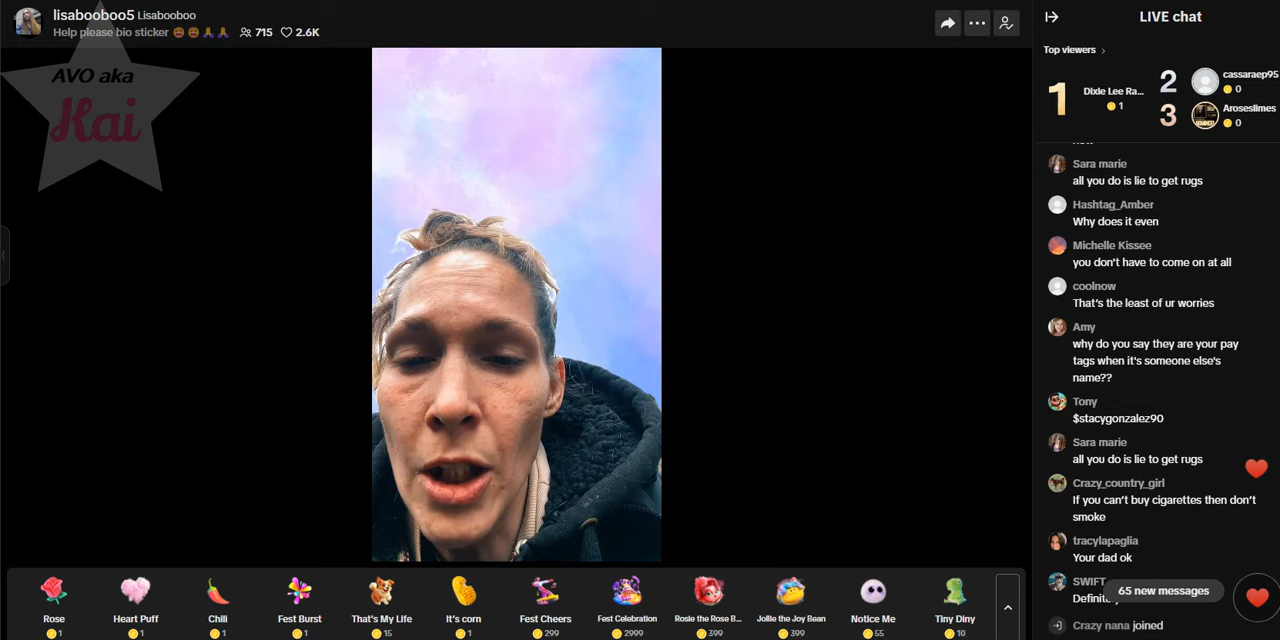 lisabooboo5 Lisabooboo
Help please bio sticker 715 2.6K
AVO aka
Kai
LIVE chat
Top viewers
1 Dixie Lee Ra... 1
2 cassaraep95 0
3 Aroseslimes 0
Sara marie
all you do is lie to get rugs
Hashtag_Amber
Why does it even
Michelle Kissee
you don't have to come on at all
coolnow
That's the least of ur worries
Amy
why do you say they are your pay
tags when it's someone else's
name??
Tony
$stacygonzalez90
Sara marie
all you do is lie to get rugs
Crazy_country_girl
If you can't buy cigarettes then don't
smoke
tracylapaglia
Your dad ok
SWIFT
65 new messages
Crazy nana joined
Rose Heart Puff Chili Fest Burst That's My Life It's corn Fest Cheers Fest Celebration Rosie the Rose B... Jollie the Joy Bean Notice Me Tiny Diny
1 1 1 1 15 1 299 2999 399 399 55 10